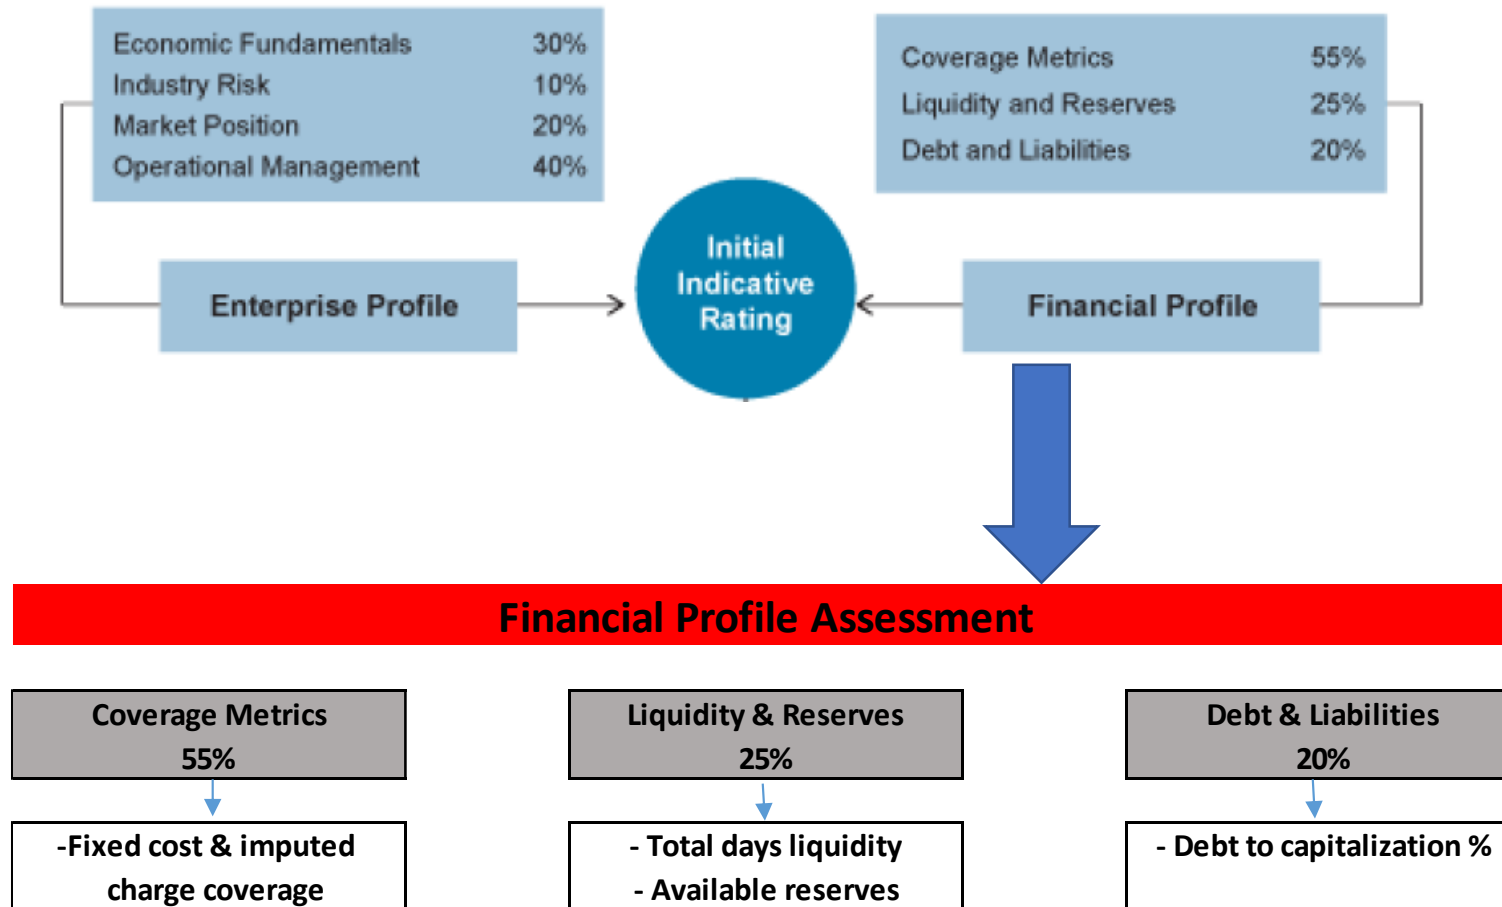 Economic Fundamentals 30%
Industry Risk 10%
Market Position 20%
Operational Management 40%
Coverage Metrics 55%
Liquidity and Reserves 25%
Debt and Liabilities 20%
Enterprise Profile
Initial
Indicative
Rating
Financial Profile
Financial Profile Assessment
Coverage Metrics
55%
-Fixed cost & imputed
charge coverage
Liquidity & Reserves
25%
- Total days liquidity
- Available reserves
Debt & Liabilities
20%
- Debt to capitalization %